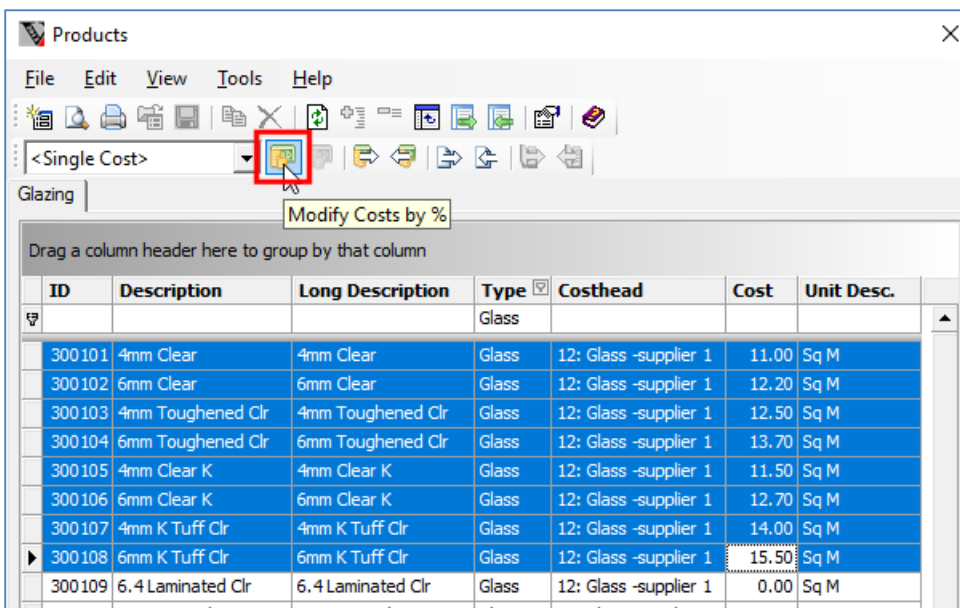 Products
File Edit View Tools Help
<Single Cost>
Glazing
Modify Costs by %
Drag a column header here to group by that column
ID Description Long Description Type Costhead Cost Unit Desc.
Glass
300101 4mm Clear 4mm Clear Glass 12: Glass -supplier 1 11.00 Sq M
300102 6mm Clear 6mm Clear Glass 12: Glass -supplier 1 12.20 Sq M
300103 4mm Toughened Clr 4mm Toughened Clr Glass 12: Glass -supplier 1 12.50 Sq M
300104 6mm Toughened Clr 6mm Toughened Clr Glass 12: Glass -supplier 1 13.70 Sq M
300105 4mm Clear K 4mm Clear K Glass 12: Glass -supplier 1 11.50 Sq M
300106 6mm Clear K 6mm Clear K Glass 12: Glass -supplier 1 12.70 Sq M
300107 4mm K Tuff Clr 4mm K Tuff Clr Glass 12: Glass -supplier 1 14.00 Sq M
300108 6mm K Tuff Clr 6mm K Tuff Clr Glass 12: Glass -supplier 1 15.50 Sq M
300109 6.4 Laminated Clr 6.4 Laminated Clr Glass 12: Glass -supplier 1 0.00 Sq M